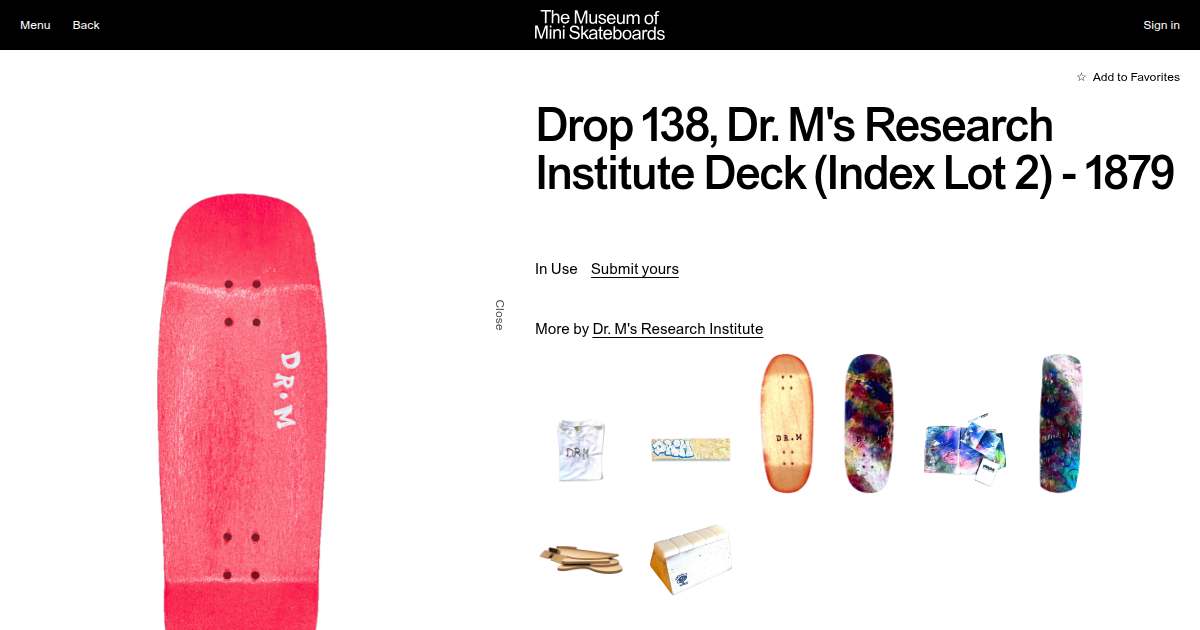 Menu
Back
The Museum of
Mini Skateboards
Sign in
☆ Add to Favorites
Drop 138, Dr. M's Research
Institute Deck (Index Lot 2) - 1879
In Use
Submit yours
Close
DR.M
More by Dr. M's Research Institute
DR.M
DR.M